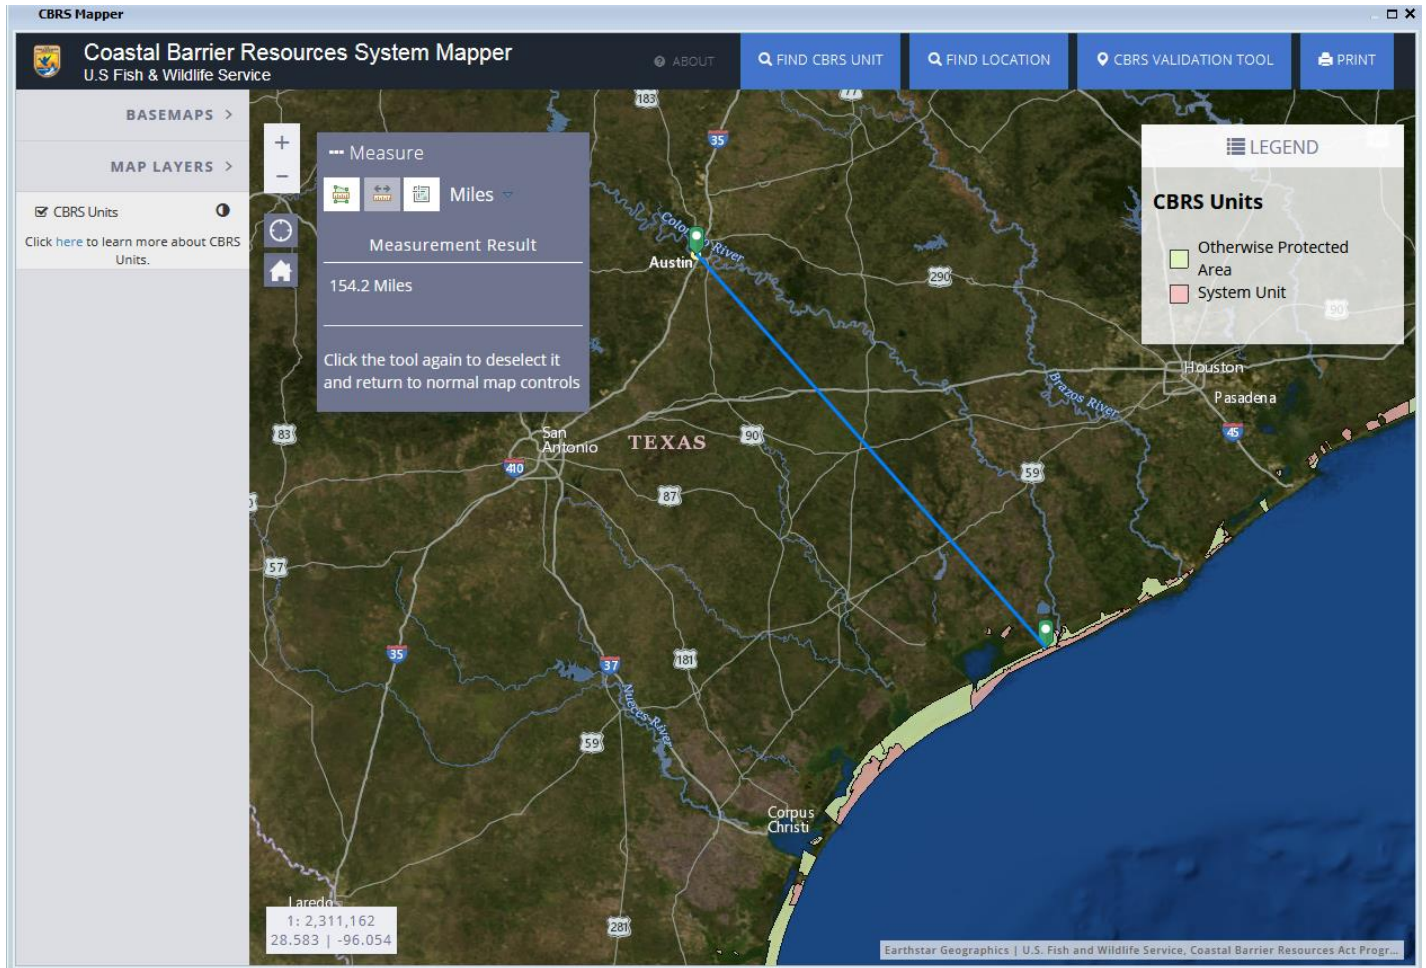 CBRS Mapper
Coastal Barrier Resources System Mapper
U.S Fish & Wildlife Service
ABOUT
FIND CBRS UNIT
FIND LOCATION
CBRS VALIDATION TOOL
PRINT
BASEMAPS >
MAP LAYERS >
CBRS Units
Click here to learn more about CBRS
Units.
+
−
Measure
Miles
Measurement Result
154.2 Miles
Click the tool again to deselect it
and return to normal map controls
LEGEND
CBRS Units
Otherwise Protected
Area
System Unit
183
77
35
Colorado River
Austin
290
90
Houston
Pasadena
Brazos River
45
83
San
Antonio
410
TEXAS
90
59
87
57
35
37
181
Nueces River
59
Corpus
Christi
Laredo
281
1: 2,311,162
28.583 | -96.054
Earthstar Geographics | U.S. Fish and Wildlife Service, Coastal Barrier Resources Act Progr...